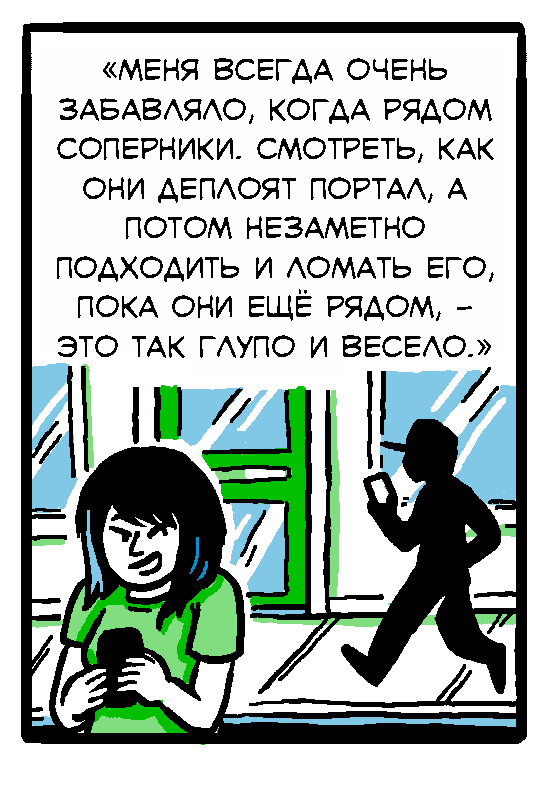 «МЕНЯ ВСЕГДА ОЧЕНЬ
ЗАБАВЛЯЛО, КОГДА РЯДОМ
СОПЕРНИКИ. СМОТРЕТЬ, КАК
ОНИ ДЕПЛОЯТ ПОРТАЛ, А
ПОТОМ НЕЗАМЕТНО
ПОДХОДИТЬ И ЛОМАТЬ ЕГО,
ПОКА ОНИ ЕЩЁ РЯДОМ, –
ЭТО ТАК ГЛУПО И ВЕСЕЛО.»